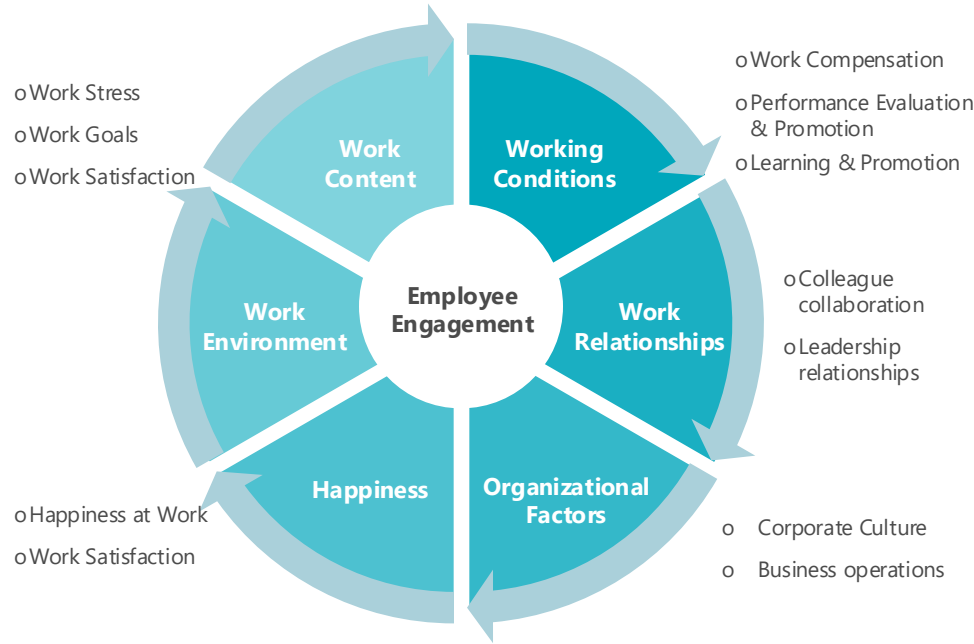 o Work Stress
o Work Goals
o Work Satisfaction
Work
Content
Working
Conditions
o Work Compensation
o Performance Evaluation
& Promotion
o Learning & Promotion
Work
Environment
Employee
Engagement
Work
Relationships
o Colleague
collaboration
o Leadership
relationships
o Happiness at Work
o Work Satisfaction
Happiness
Organizational
Factors
o Corporate Culture
o Business operations